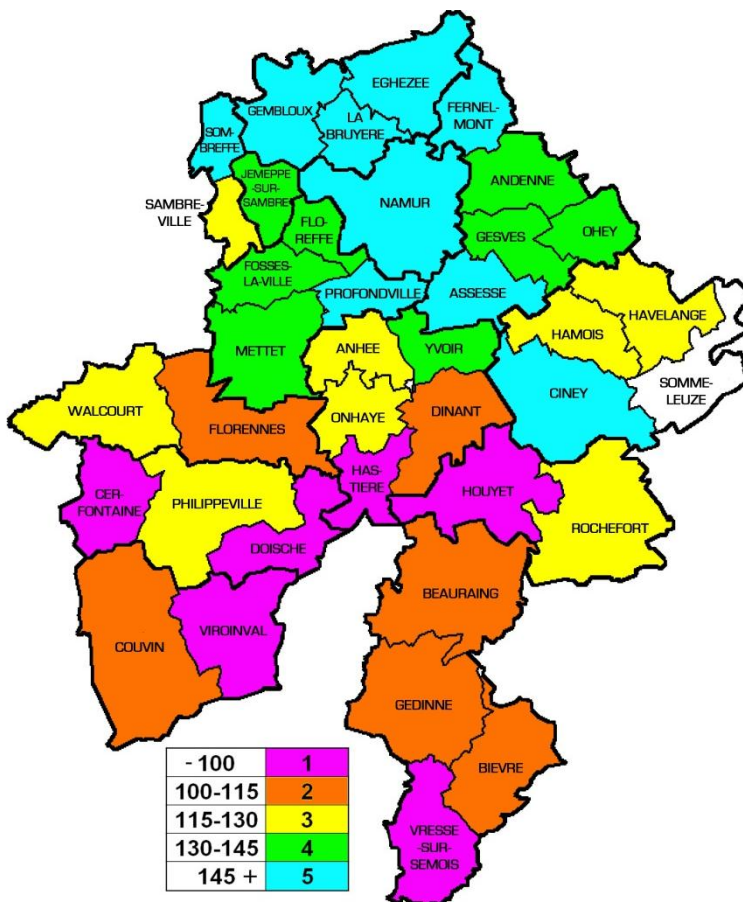 EGHEZEE
GEMBLOUX
FERNEL-
MONT
LA
BRUYERE
SOM-
BREFFE
JEMEPPE
-SUR-
SAMBRE
ANDENNE
SAMBRE-
VILLE
NAMUR
FLO-
REFFE
GESVES
OHEY
FOSSES-
LA-VILLE
PROFONDVILLE
ASSESSE
HAVELANGE
HAMOIS
METTET
ANHEE
YVOIR
SOMME-
LEUZE
CINEY
WALCOURT
FLORENNES
ONHAYE
DINANT
HAS-
TIERE
HOUYET
CER-
FONTAINE
PHILIPPEVILLE
ROCHEFORT
DOISCHE
BEAURAING
VIROINVAL
COUVIN
GEDINNE
BIEVRE
VRESSE
-SUR-
SEMOIS
- 100 1
100-115 2
115-130 3
130-145 4
145 + 5